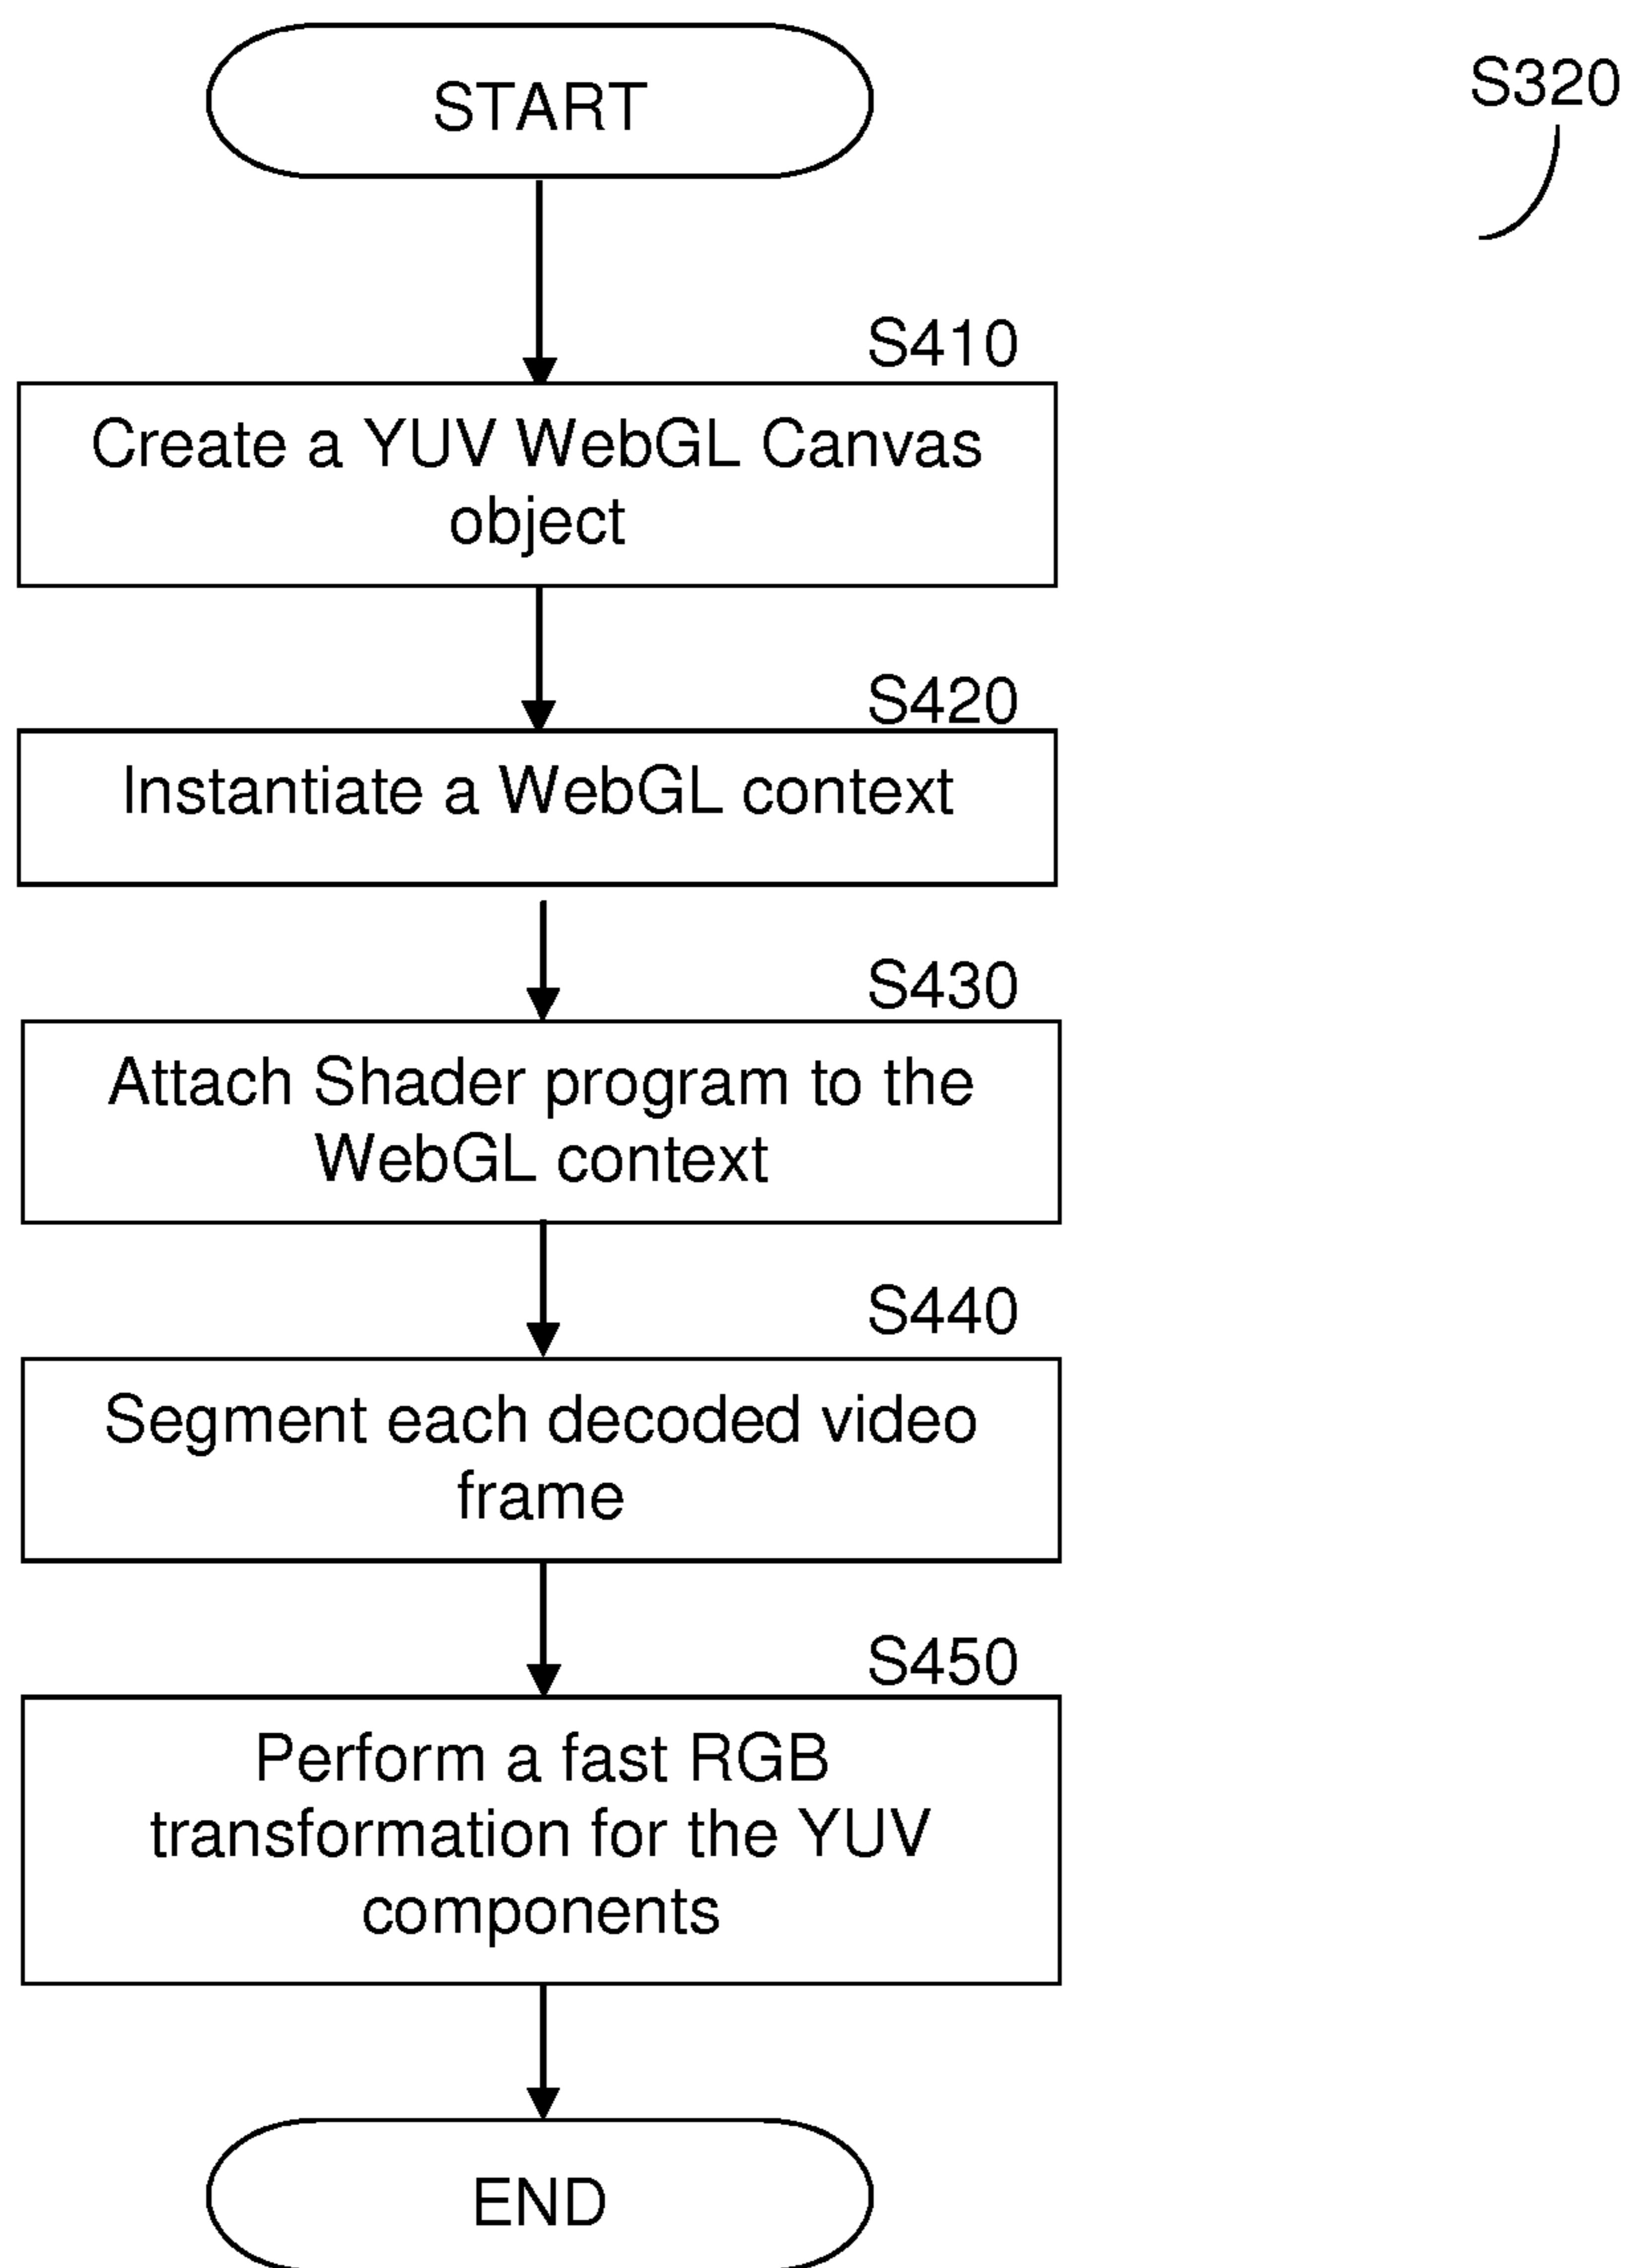 START
S320
S410
Create a YUV WebGL Canvas
object
S420
Instantiate a WebGL context
S430
Attach Shader program to the
WebGL context
S440
Segment each decoded video
frame
S450
Perform a fast RGB
transformation for the YUV
components
END